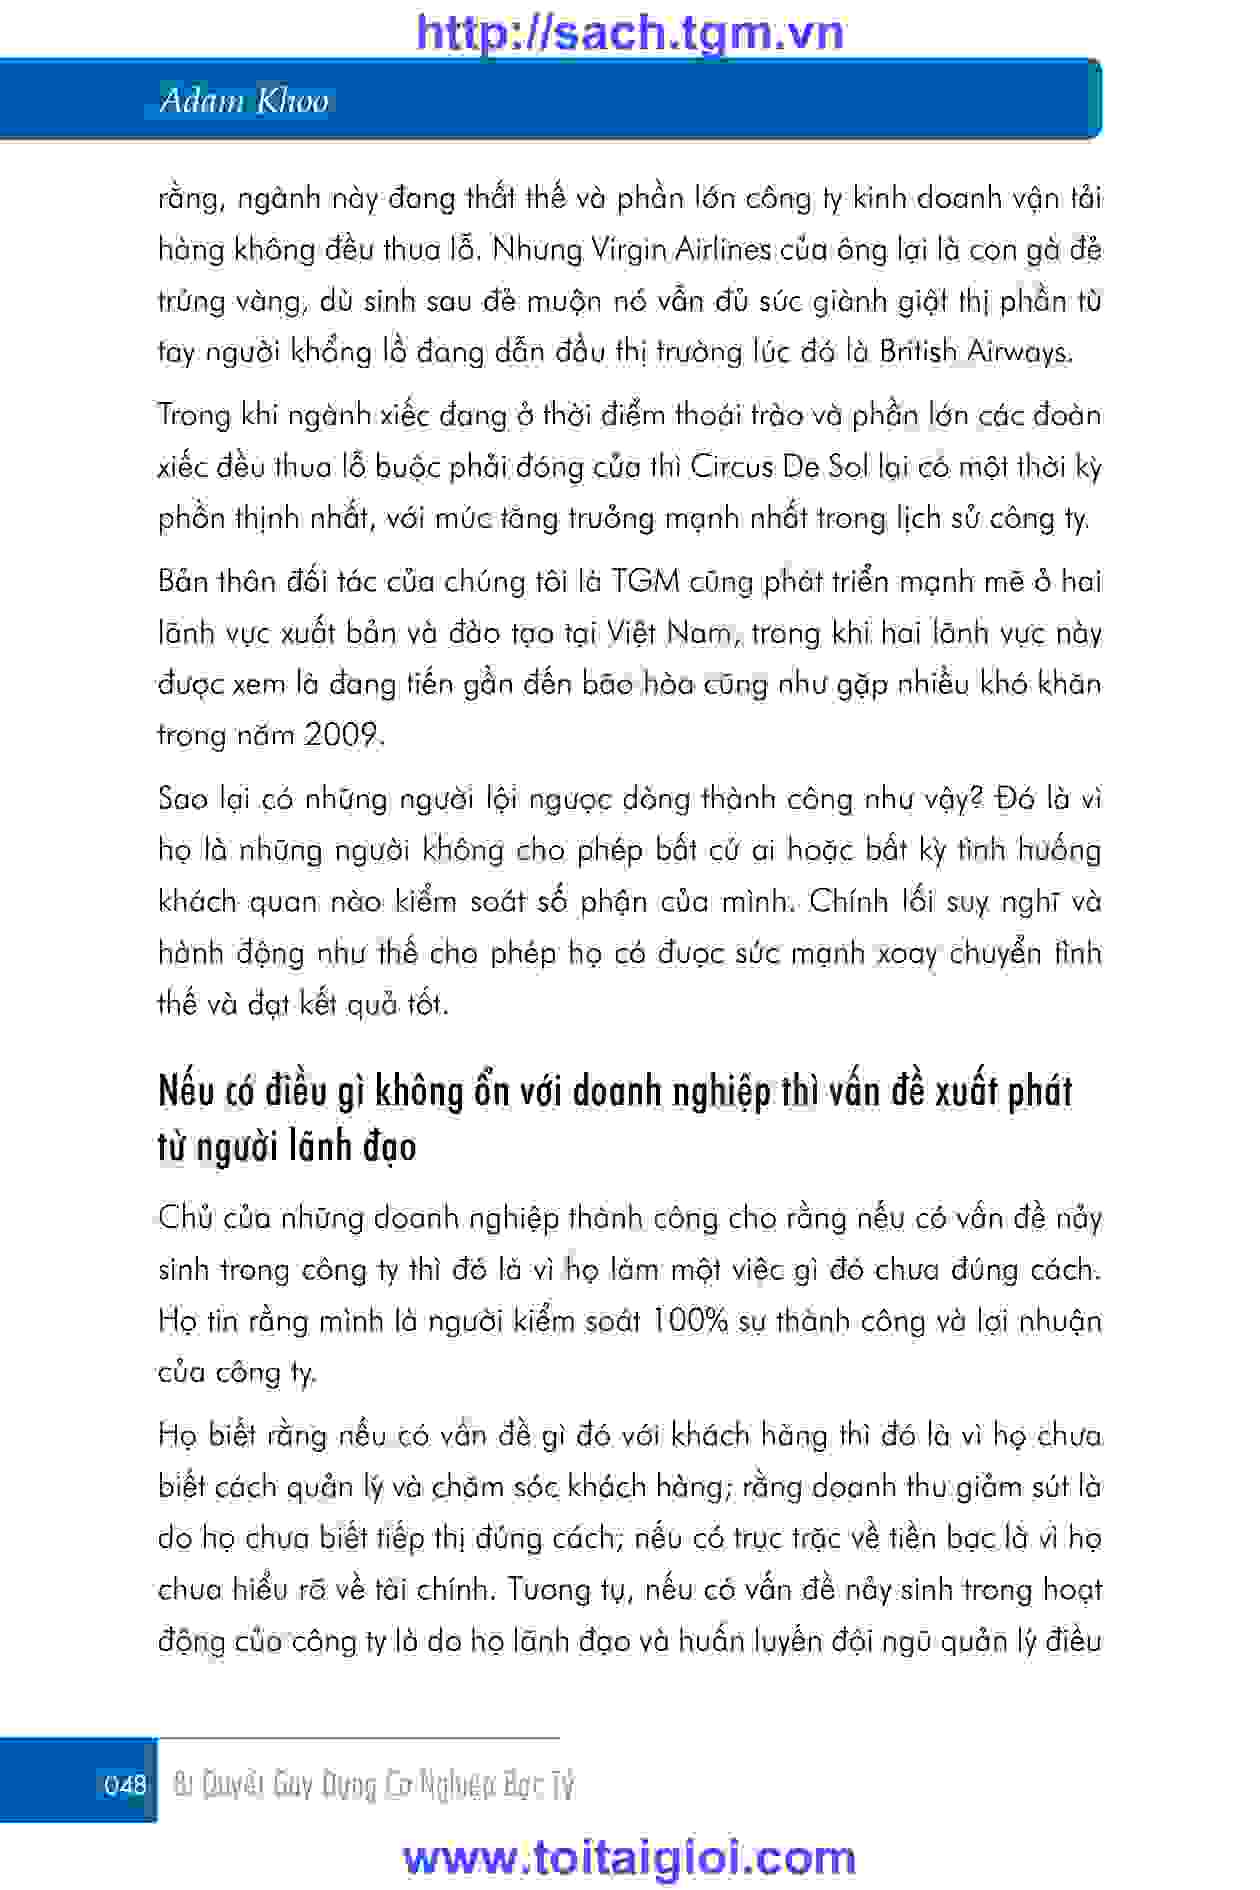 http://sach.tgm.vn
Adam Khoo
rằng, ngành này đang thất thế và phần lớn công ty kinh doanh vận tải
hàng không đều thua lỗ. Nhưng Virgin Airlines của ông lại là con gà đẻ
trứng vàng, dù sinh sau đẻ muộn nó vẫn đủ sức giành giật thị phần từ
tay người khổng lồ đang dẫn đầu thị trường lúc đó là British Airways.
Trong khi ngành xiếc đang ở thời điểm thoái trào và phần lớn các đoàn
xiếc đều thua lỗ buộc phải đóng cửa thì Circus De Sol lại có một thời kỳ
phồn thịnh nhất, với mức tăng trưởng mạnh nhất trong lịch sử công ty.
Bản thân đối tác của chúng tôi là TGM cũng phát triển mạnh mẽ ở hai
lãnh vực xuất bản và đào tạo tại Việt Nam, trong khi hai lãnh vực này
được xem là đang tiến gần đến bão hòa cũng như gặp nhiều khó khăn
trong năm 2009.
Sao lại có những người lội ngược dòng thành công như vậy? Đó là vì
họ là những người không cho phép bất cứ ai hoặc bất kỳ tình huống
khách quan nào kiểm soát số phận của mình. Chính lối suy nghĩ và
hành động như thế cho phép họ có được sức mạnh xoay chuyển tình
thế và đạt kết quả tốt.
Nếu có điều gì không ổn với doanh nghiệp thì vấn đề xuất phát
từ người lãnh đạo
Chủ của những doanh nghiệp thành công cho rằng nếu có vấn đề nảy
sinh trong công ty thì đó là vì họ làm một việc gì đó chưa đúng cách.
Họ tin rằng mình là người kiểm soát 100% sự thành công và lợi nhuận
của công ty.
Họ biết rằng nếu có vấn đề gì đó với khách hàng thì đó là vì họ chưa
biết cách quản lý và chăm sóc khách hàng; rằng doanh thu giảm sút là
do họ chưa biết tiếp thị đúng cách; nếu có trục trặc về tiền bạc là vì họ
chưa hiểu rõ về tài chính. Tương tự, nếu có vấn đề nảy sinh trong hoạt
động của công ty là do họ lãnh đạo và huấn luyện đội ngũ quản lý điều
048 Bí Quyết Gây Dựng Cơ Nghiệp Bạc Tỷ
www.toitaigioi.com